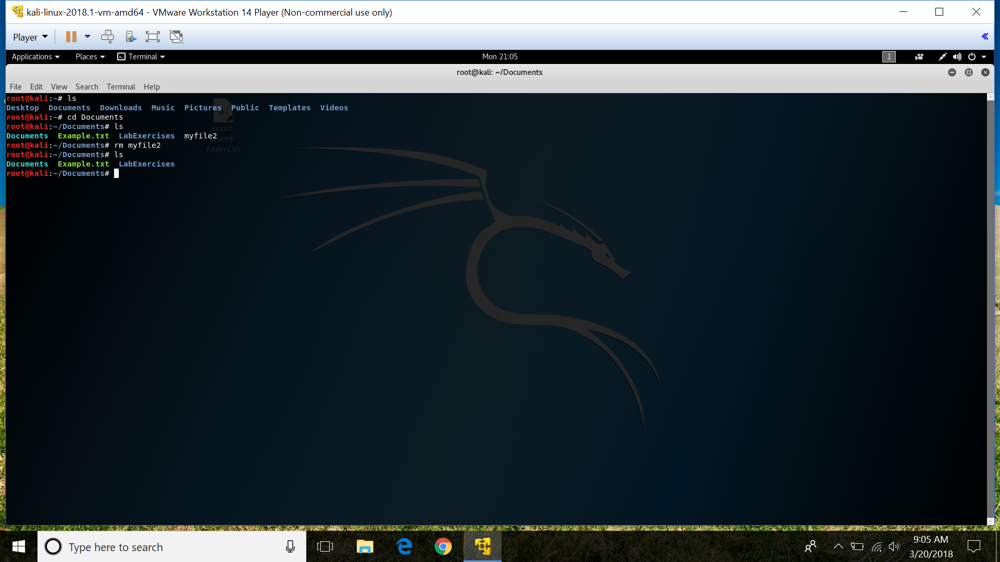 kali-linux-2018.1-vm-amd64 - VMware Workstation 14 Player (Non-commercial use only)
Player
Applications Places Terminal Mon 21:05 1
root@kali: ~/Documents
File Edit View Search Terminal Help
root@kali:~# ls
Desktop Documents Downloads Music Pictures Public Templates Videos
root@kali:~# cd Documents
root@kali:~/Documents# ls
Documents Example.txt LabExercises myfile2
root@kali:~/Documents# rm myfile2
root@kali:~/Documents# ls
Documents Example.txt LabExercises
root@kali:~/Documents#
mount-
shared-
folders.sh
Type here to search
9:05 AM
3/20/2018